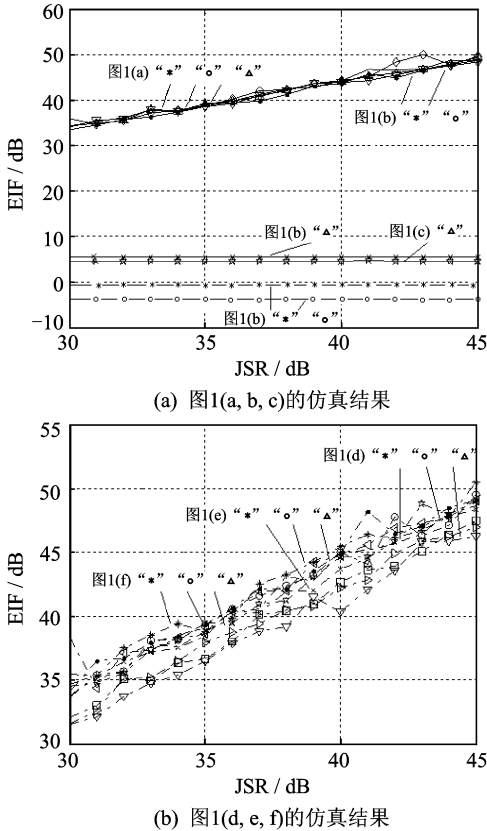 60
50
图1(a) “*” “o” “△”
40
图1(b) “*” “o”
30
EIF / dB
20
10
图1(b) “△” 图1(c) “△”
0
图1(b) “*” “o”
−10
30 35 40 45
JSR / dB
(a) 图1(a, b, c)的仿真结果
55
图1(d) “*” “o” “△”
50
图1(e) “*” “o” “△”
45
EIF / dB
图1(f) “*” “o” “△”
40
35
30
30 35 40 45
JSR / dB
(b) 图1(d, e, f)的仿真结果